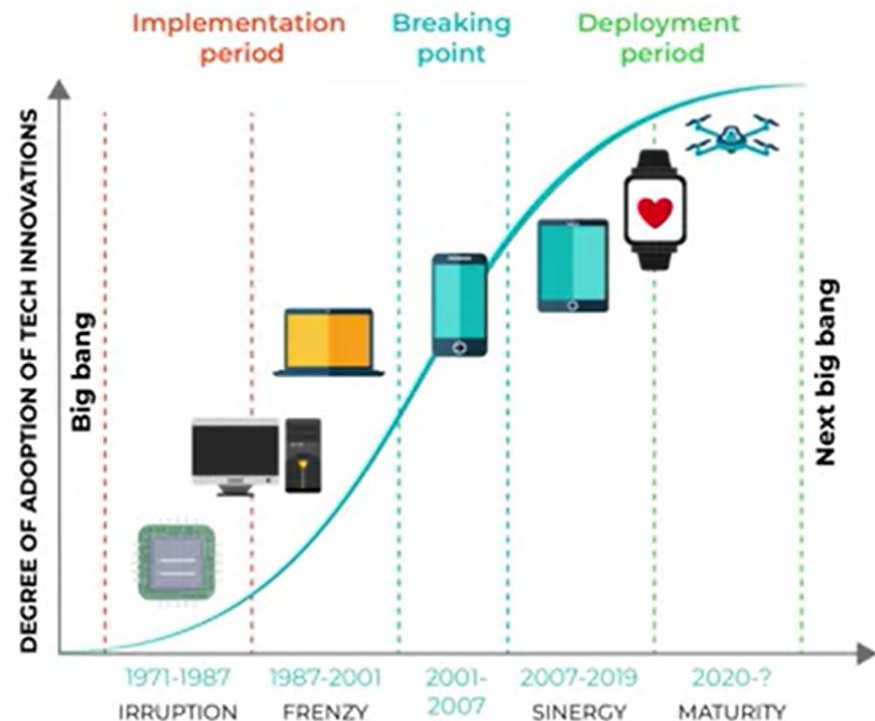 Implementation
period
Breaking
point
Deployment
period
DEGREE OF ADOPTION OF TECH INNOVATIONS
Big bang
Next big bang
1971-1987
IRRUPTION
1987-2001
FRENZY
2001-
2007
2007-2019
SINERGY
2020-?
MATURITY